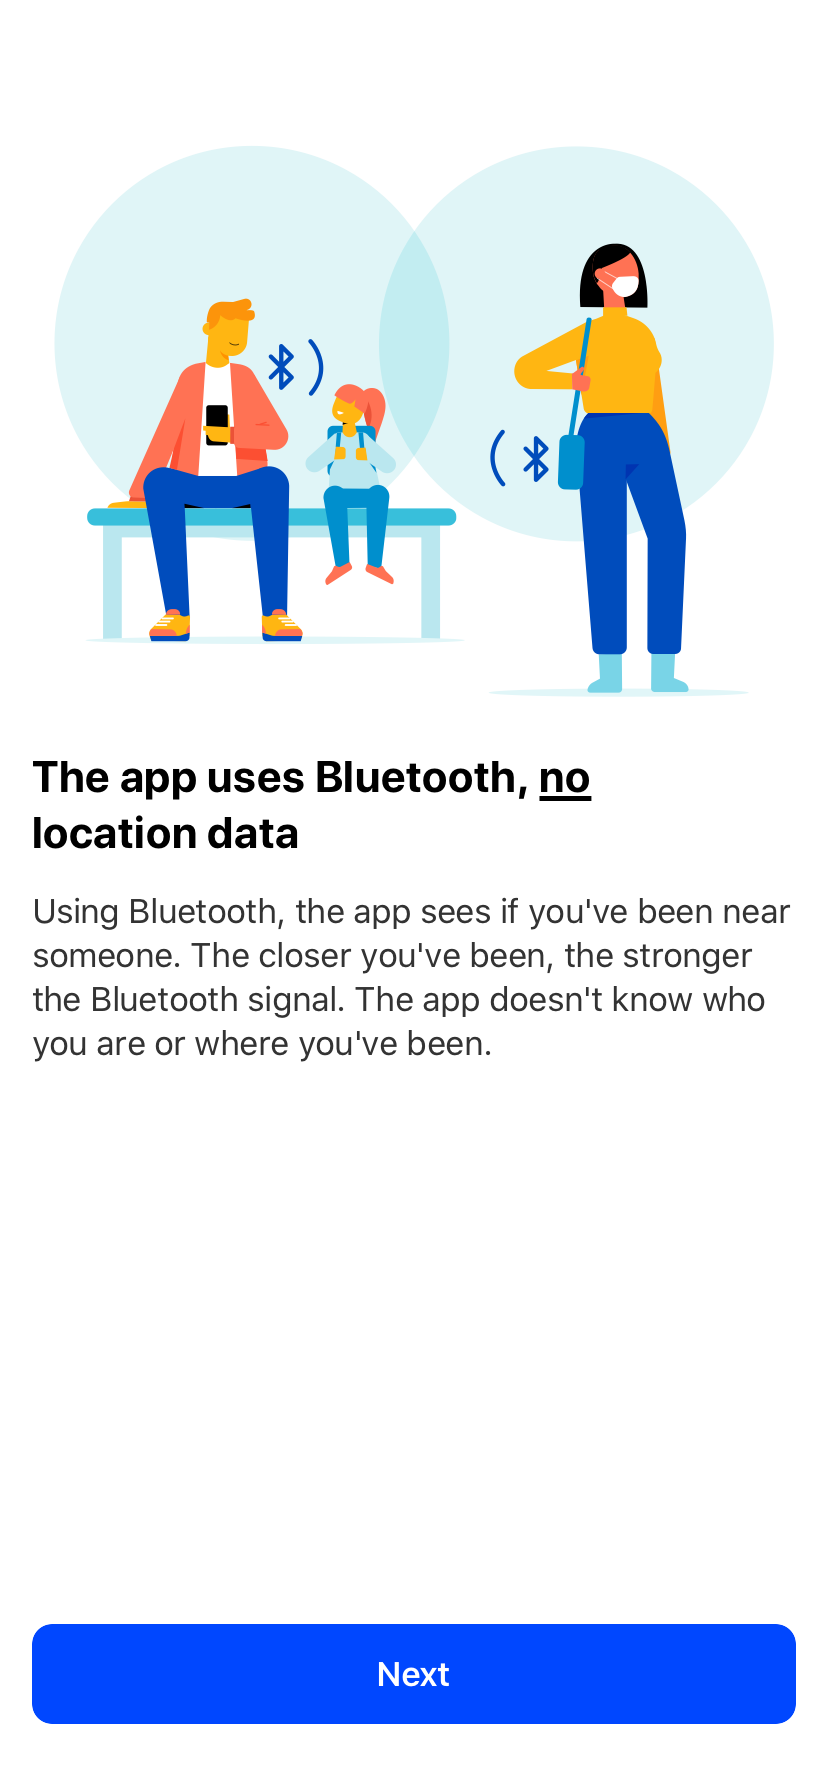 The app uses Bluetooth, no
location data
Using Bluetooth, the app sees if you've been near
someone. The closer you've been, the stronger
the Bluetooth signal. The app doesn't know who
you are or where you've been.
Next